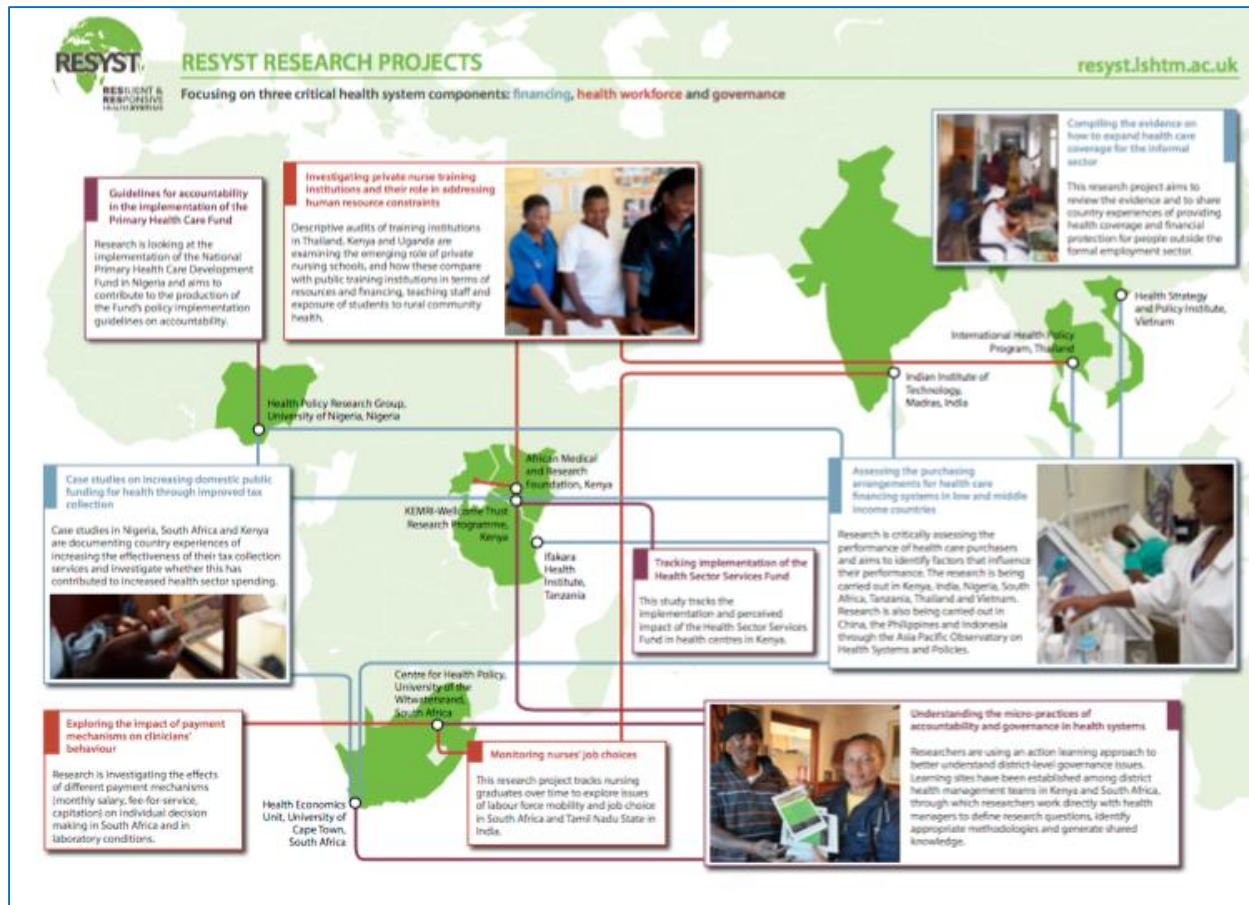 RESYST
RESILIENT &
RESPONSIVE
HEALTH SYSTEMS
RESYST RESEARCH PROJECTS
resyst.lshtm.ac.uk
Focusing on three critical health system components: financing, health workforce and governance
Guidelines for accountability
in the implementation of the
Primary Health Care Fund
Research is looking at the
implementation of the National
Primary Health Care Development
Fund in Nigeria and aims to
contribute to the production of
the Fund's policy implementation
guidelines on accountability.
Investigating private nurse training
institutions and their role in addressing
human resource constraints
Descriptive audits of training institutions
in Thailand, Kenya and Uganda are
examining the emerging role of private
nursing schools, and how these compare
with public training institutions in terms of
resources and financing, teaching staff and
exposure of students to rural community
health.
Compiling the evidence on
how to expand health care
coverage for the informal
sector
This research project aims to
review the evidence and to share
country experiences of providing
health coverage and financial
protection for people outside the
formal employment sector.
Health Strategy
and Policy Institute,
Vietnam
International Health Policy
Program, Thailand
Indian Institute of
Technology,
Madras, India
Health Policy Research Group,
University of Nigeria, Nigeria
African Medical
and Research
Foundation, Kenya
KEMRI-Wellcome Trust
Research Programme,
Kenya
Ifakara
Health
Institute,
Tanzania
Case studies on increasing domestic public
funding for health through improved tax
collection
Case studies in Nigeria, South Africa and Kenya
are documenting country experiences of
increasing the effectiveness of their tax collection
services and investigate whether this has
contributed to increased health sector spending.
Tracking implementation of the
Health Sector Services Fund
This study tracks the
implementation and perceived
impact of the Health Sector Services
Fund in health centres in Kenya.
Assessing the purchasing
arrangements for health care
financing systems in low and middle
income countries
Research is critically assessing the
performance of health care purchasers
and aims to identify factors that influence
their performance. The research is being
carried out in Kenya, India, Nigeria, South
Africa, Tanzania, Thailand and Vietnam.
Research is also being carried out in
China, the Philippines and Indonesia
through the Asia Pacific Observatory on
Health Systems and Policies.
Centre for Health Policy,
University of the
Witwatersrand,
South Africa
Exploring the impact of payment
mechanisms on clinicians'
behaviour
Research is investigating the effects
of different payment mechanisms
(monthly salary, fee-for-service,
capitation) on individual decision
making in South Africa and in
laboratory conditions.
Health Economics
Unit, University of
Cape Town,
South Africa
Monitoring nurses' job choices
This research project tracks nursing
graduates over time to explore issues
of labour force mobility and job choice
in South Africa and Tamil Nadu State in
India.
Understanding the micro-practices of
accountability and governance in health systems
Researchers are using an action learning approach to
better understand district-level governance issues.
Learning sites have been established among district
health management teams in Kenya and South Africa,
through which researchers work directly with health
managers to define research questions, identify
appropriate methodologies and generate shared
knowledge.